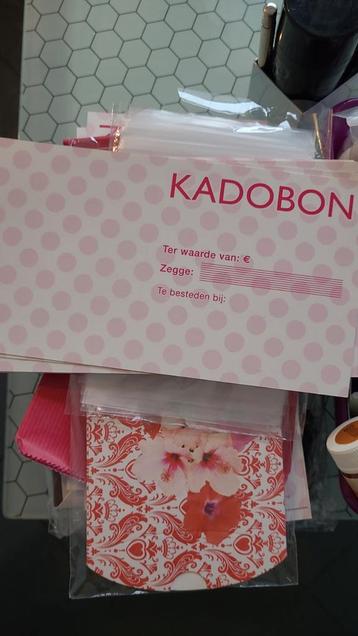 KADOBON
Ter waarde van: €
Zegge:
Te besteden bij: